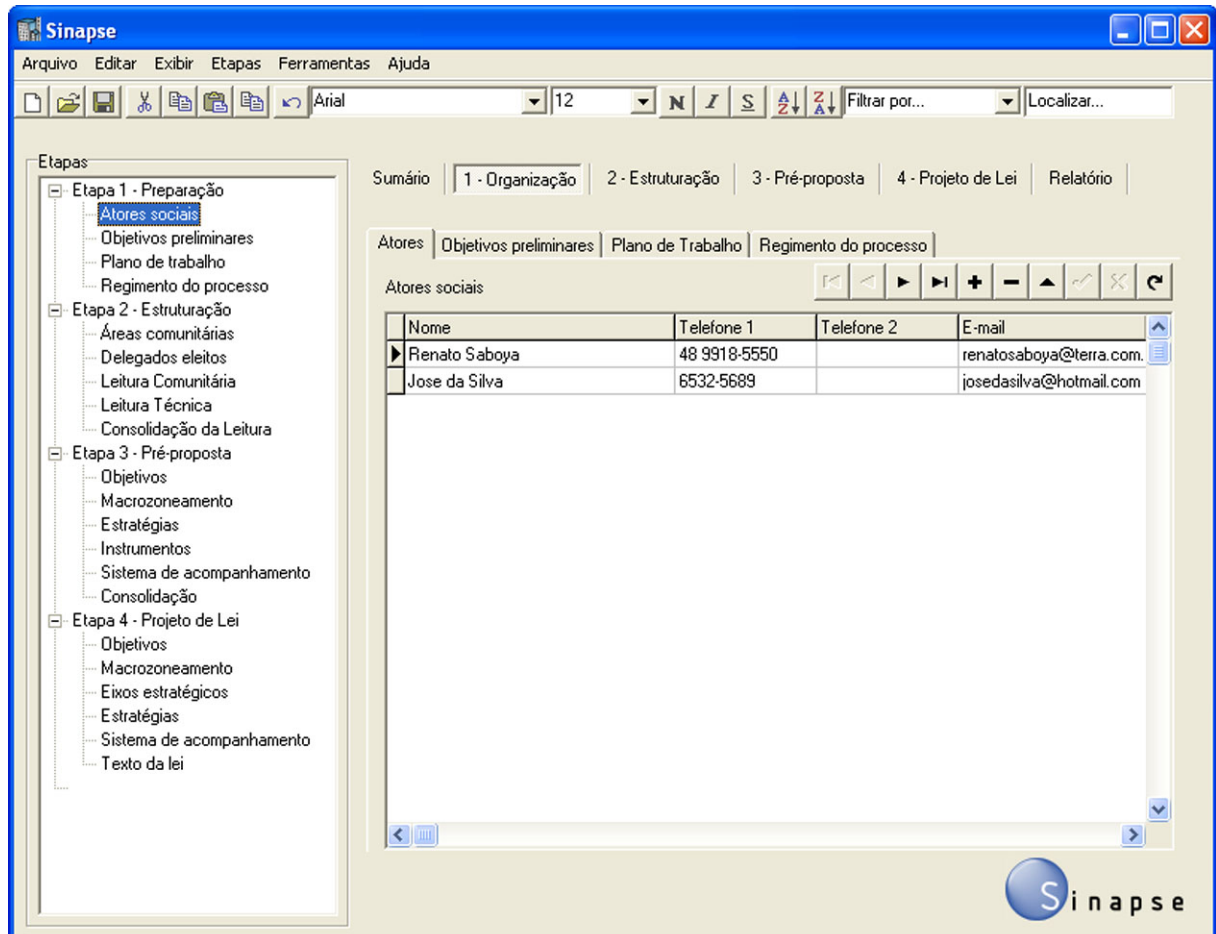 Sinapse
Arquivo Editar Exibir Etapas Ferramentas Ajuda
Arial 12 N I S A Z Z A Filtrar por... Localizar...
Etapas
Etapa 1 - Preparação
Atores sociais
Objetivos preliminares
Plano de trabalho
Regimento do processo
Etapa 2 - Estruturação
Áreas comunitárias
Delegados eleitos
Leitura Comunitária
Leitura Técnica
Consolidação da Leitura
Etapa 3 - Pré-proposta
Objetivos
Macrozoneamento
Estratégias
Instrumentos
Sistema de acompanhamento
Consolidação
Etapa 4 - Projeto de Lei
Objetivos
Macrozoneamento
Eixos estratégicos
Estratégias
Sistema de acompanhamento
Texto da lei
Sumário 1 - Organização 2 - Estruturação 3 - Pré-proposta 4 - Projeto de Lei Relatório
Atores Objetivos preliminares Plano de Trabalho Regimento do processo
Atores sociais
Nome Telefone 1 Telefone 2 E-mail
Renato Saboya 48 9918-5550 renatosaboya@terra.com.
Jose da Silva 6532-5689 josedasilva@hotmail.com
Sinapse